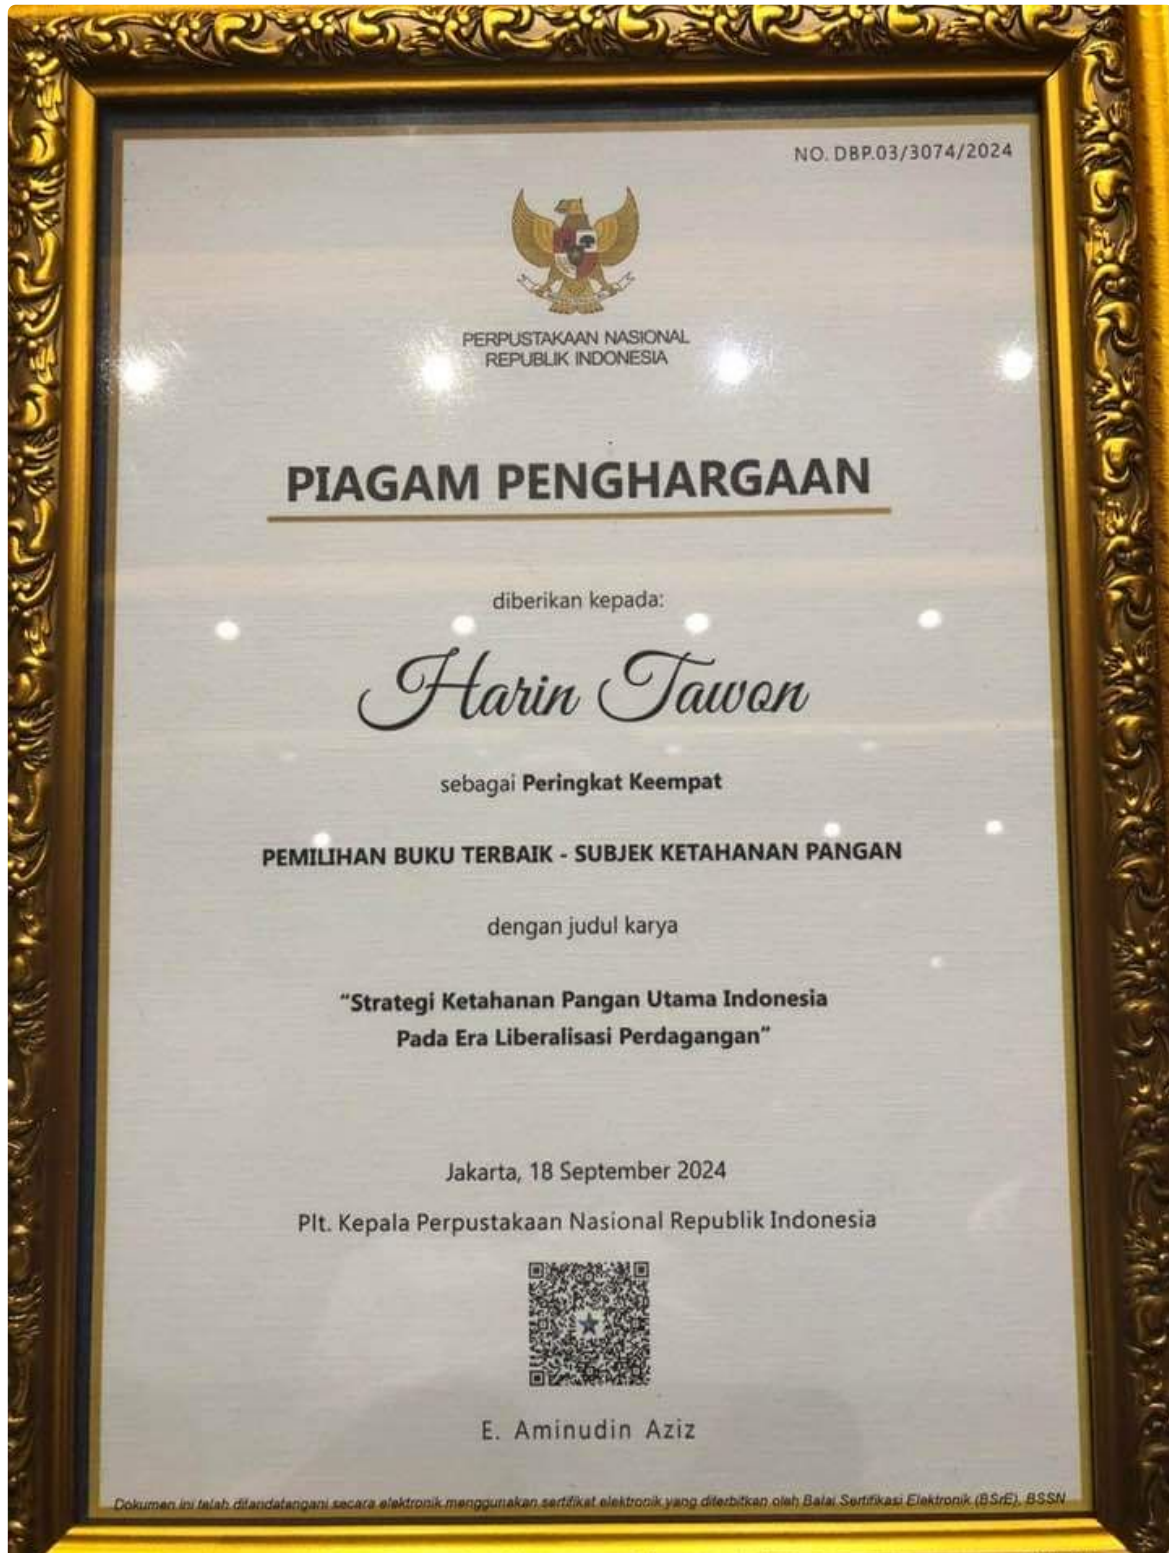 NO. DBP.03/3074/2024
PERPUSTAKAAN NASIONAL
REPUBLIK INDONESIA
PIAGAM PENGHARGAAN
diberikan kepada:
Harin Tawon
sebagai Peringkat Keempat
PEMILIHAN BUKU TERBAIK - SUBJEK KETAHANAN PANGAN
dengan judul karya
“Strategi Ketahanan Pangan Utama Indonesia
Pada Era Liberalisasi Perdagangan”
Jakarta, 18 September 2024
Plt. Kepala Perpustakaan Nasional Republik Indonesia
E. Aminudin Aziz
Dokumen ini telah ditandatangani secara elektronik menggunakan sertifikat elektronik yang diterbitkan oleh Balai Sertifikasi Elektronik (BSrE), BSSN